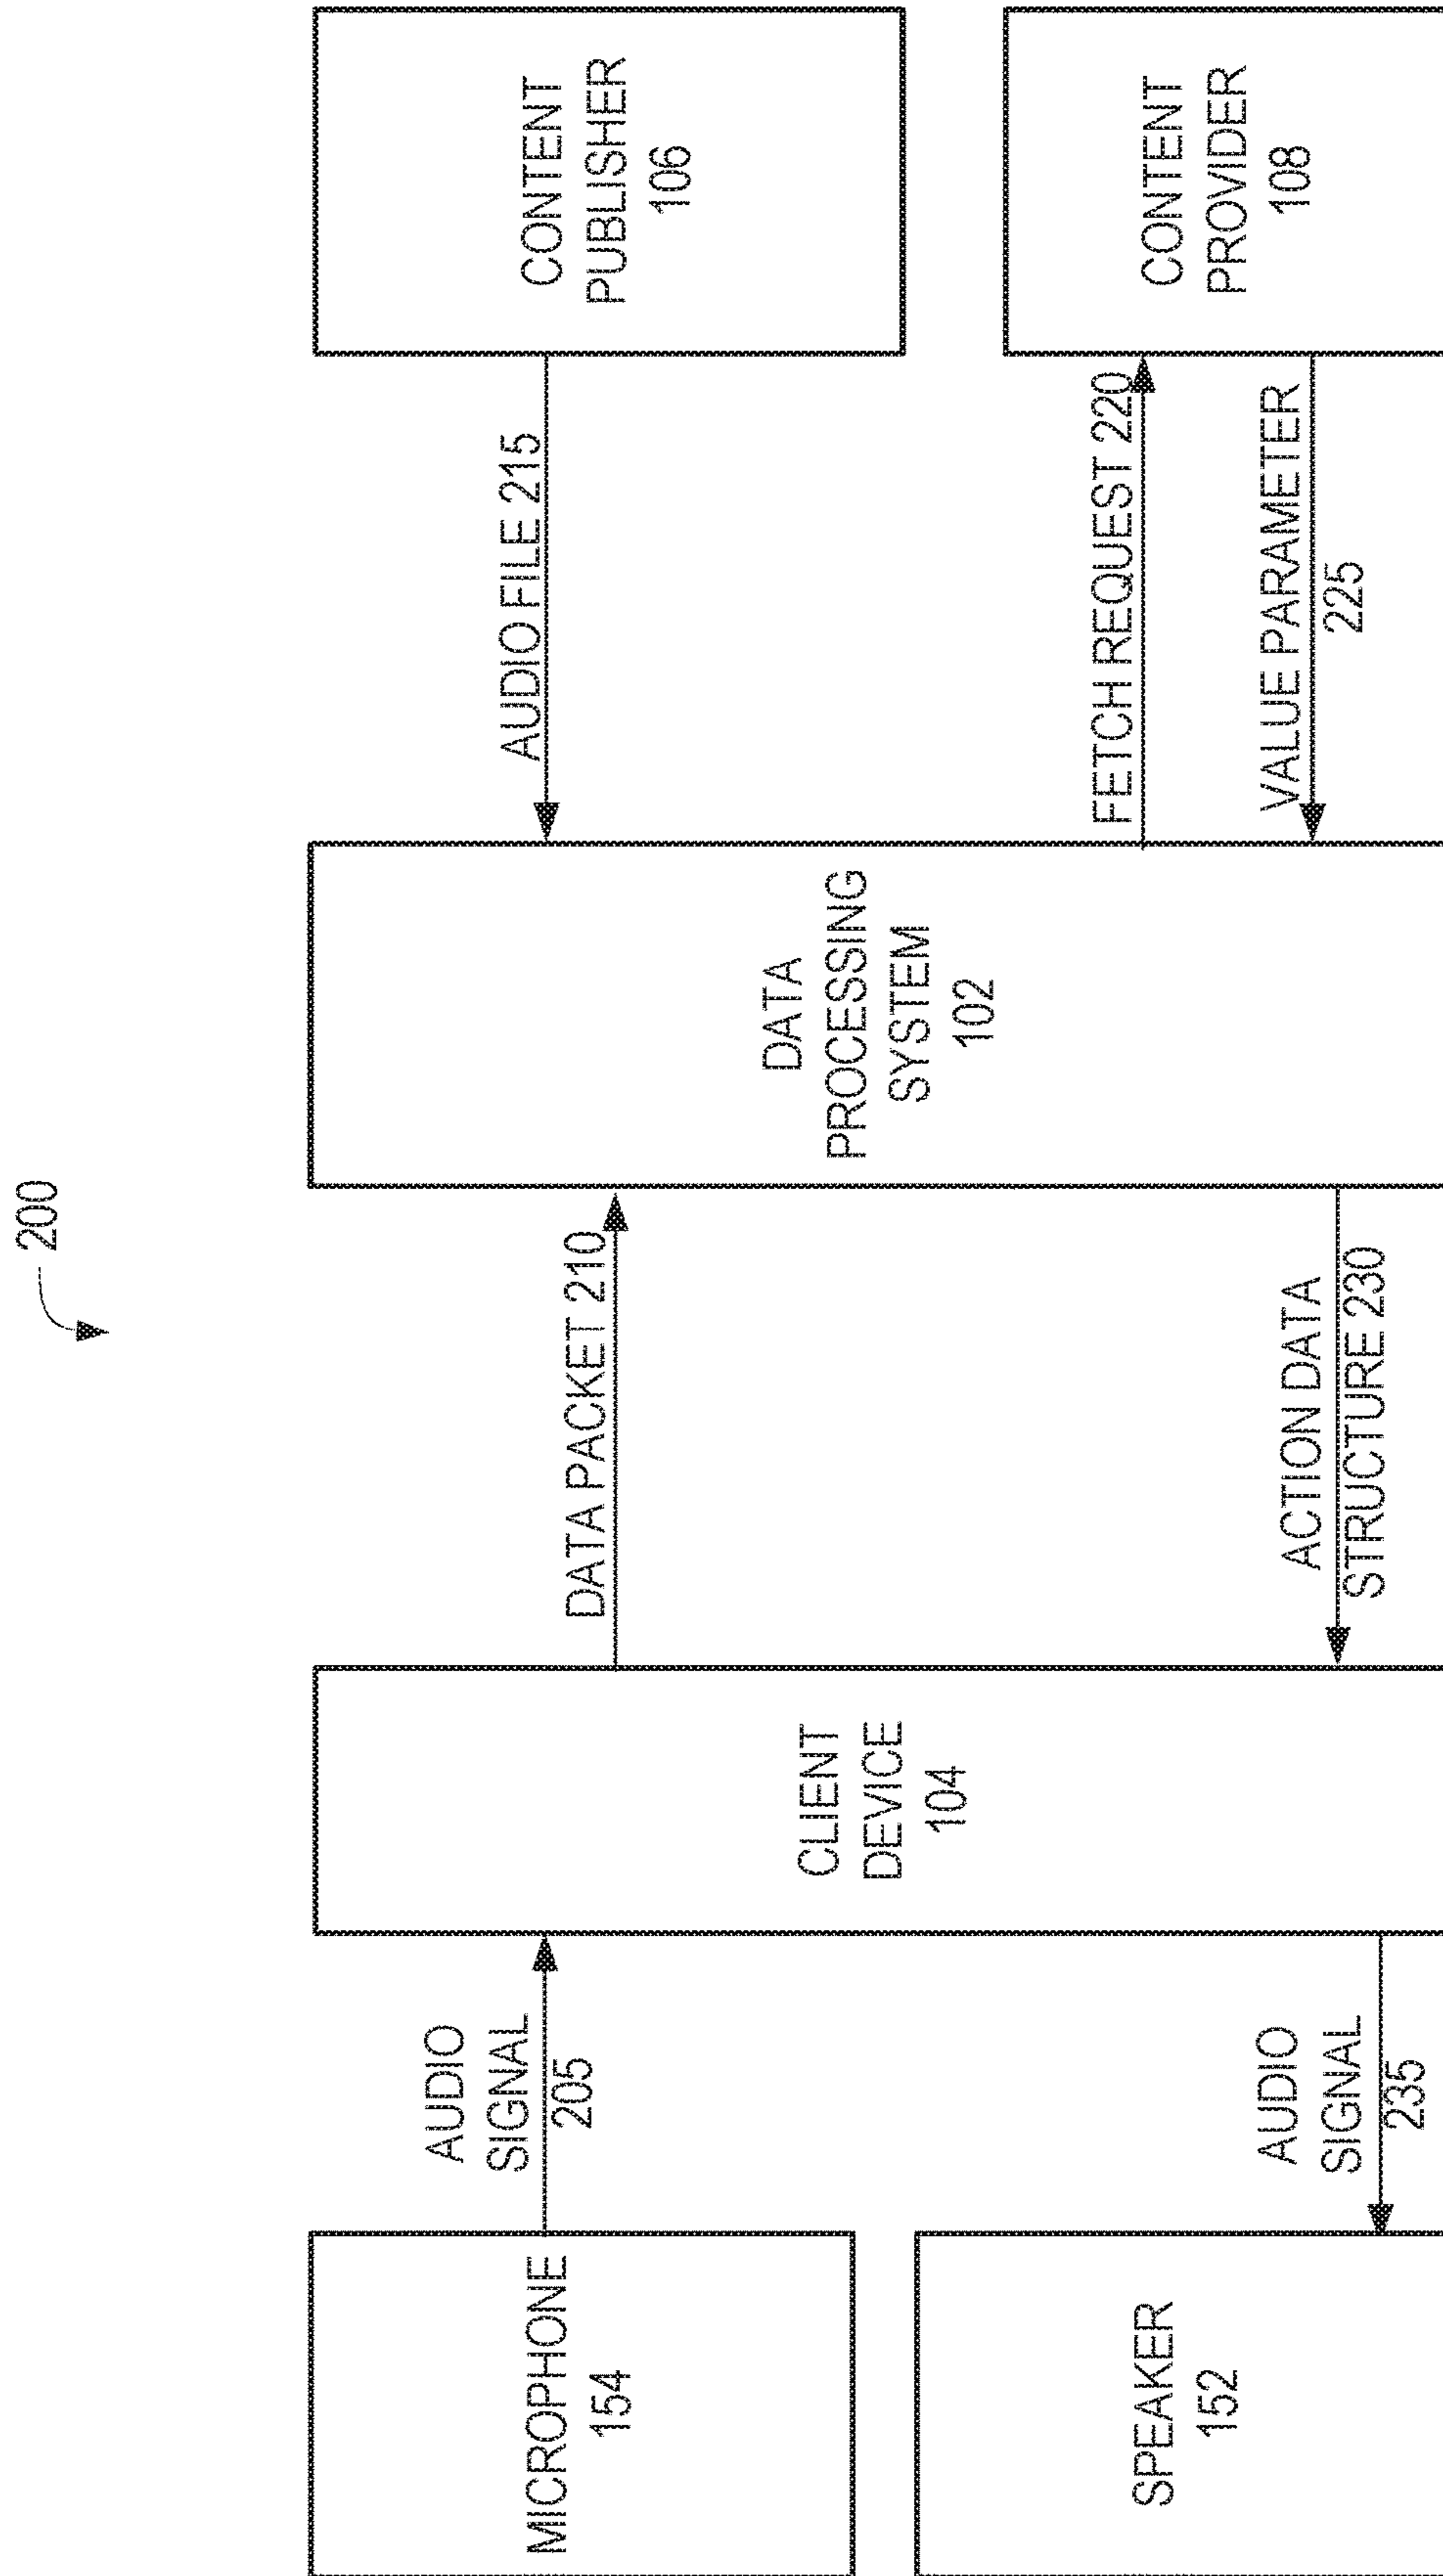 200
MICROPHONE
154
AUDIO
SIGNAL
205
CLIENT
DEVICE
104
DATA PACKET 210
DATA
PROCESSING
SYSTEM
102
AUDIO FILE 215
CONTENT
PUBLISHER
106
SPEAKER
152
AUDIO
SIGNAL
235
ACTION DATA
STRUCTURE 230
FETCH REQUEST 220
VALUE PARAMETER
225
CONTENT
PROVIDER
108